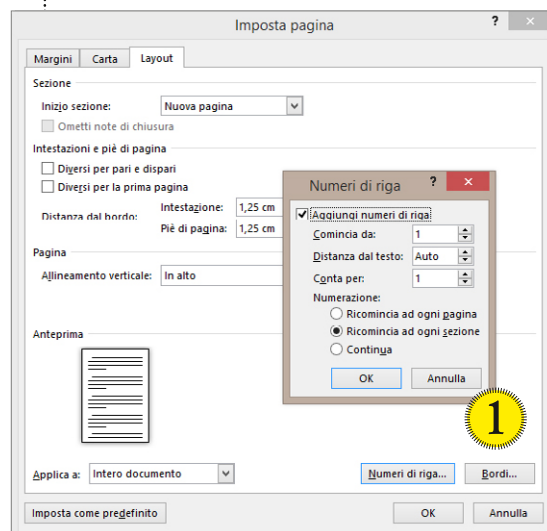 Imposta pagina ?
Margini Carta Layout
Sezione
Inizio sezione: Nuova pagina
Ometti note di chiusura
Intestazioni e piè di pagina
Diversi per pari e dispari
Diversi per la prima pagina
Distanza dal bordo:
Intestazione: 1,25 cm
Piè di pagina: 1,25 cm
Pagina
Allineamento verticale: In alto
Anteprima
Applica a: Intero documento
Numeri di riga... Bordi...
Imposta come predefinito OK Annulla
Numeri di riga ?
Aggiungi numeri di riga
Comincia da: 1
Distanza dal testo: Auto
Conta per: 1
Numerazione:
Ricomincia ad ogni pagina
Ricomincia ad ogni sezione
Continua
OK Annulla
1